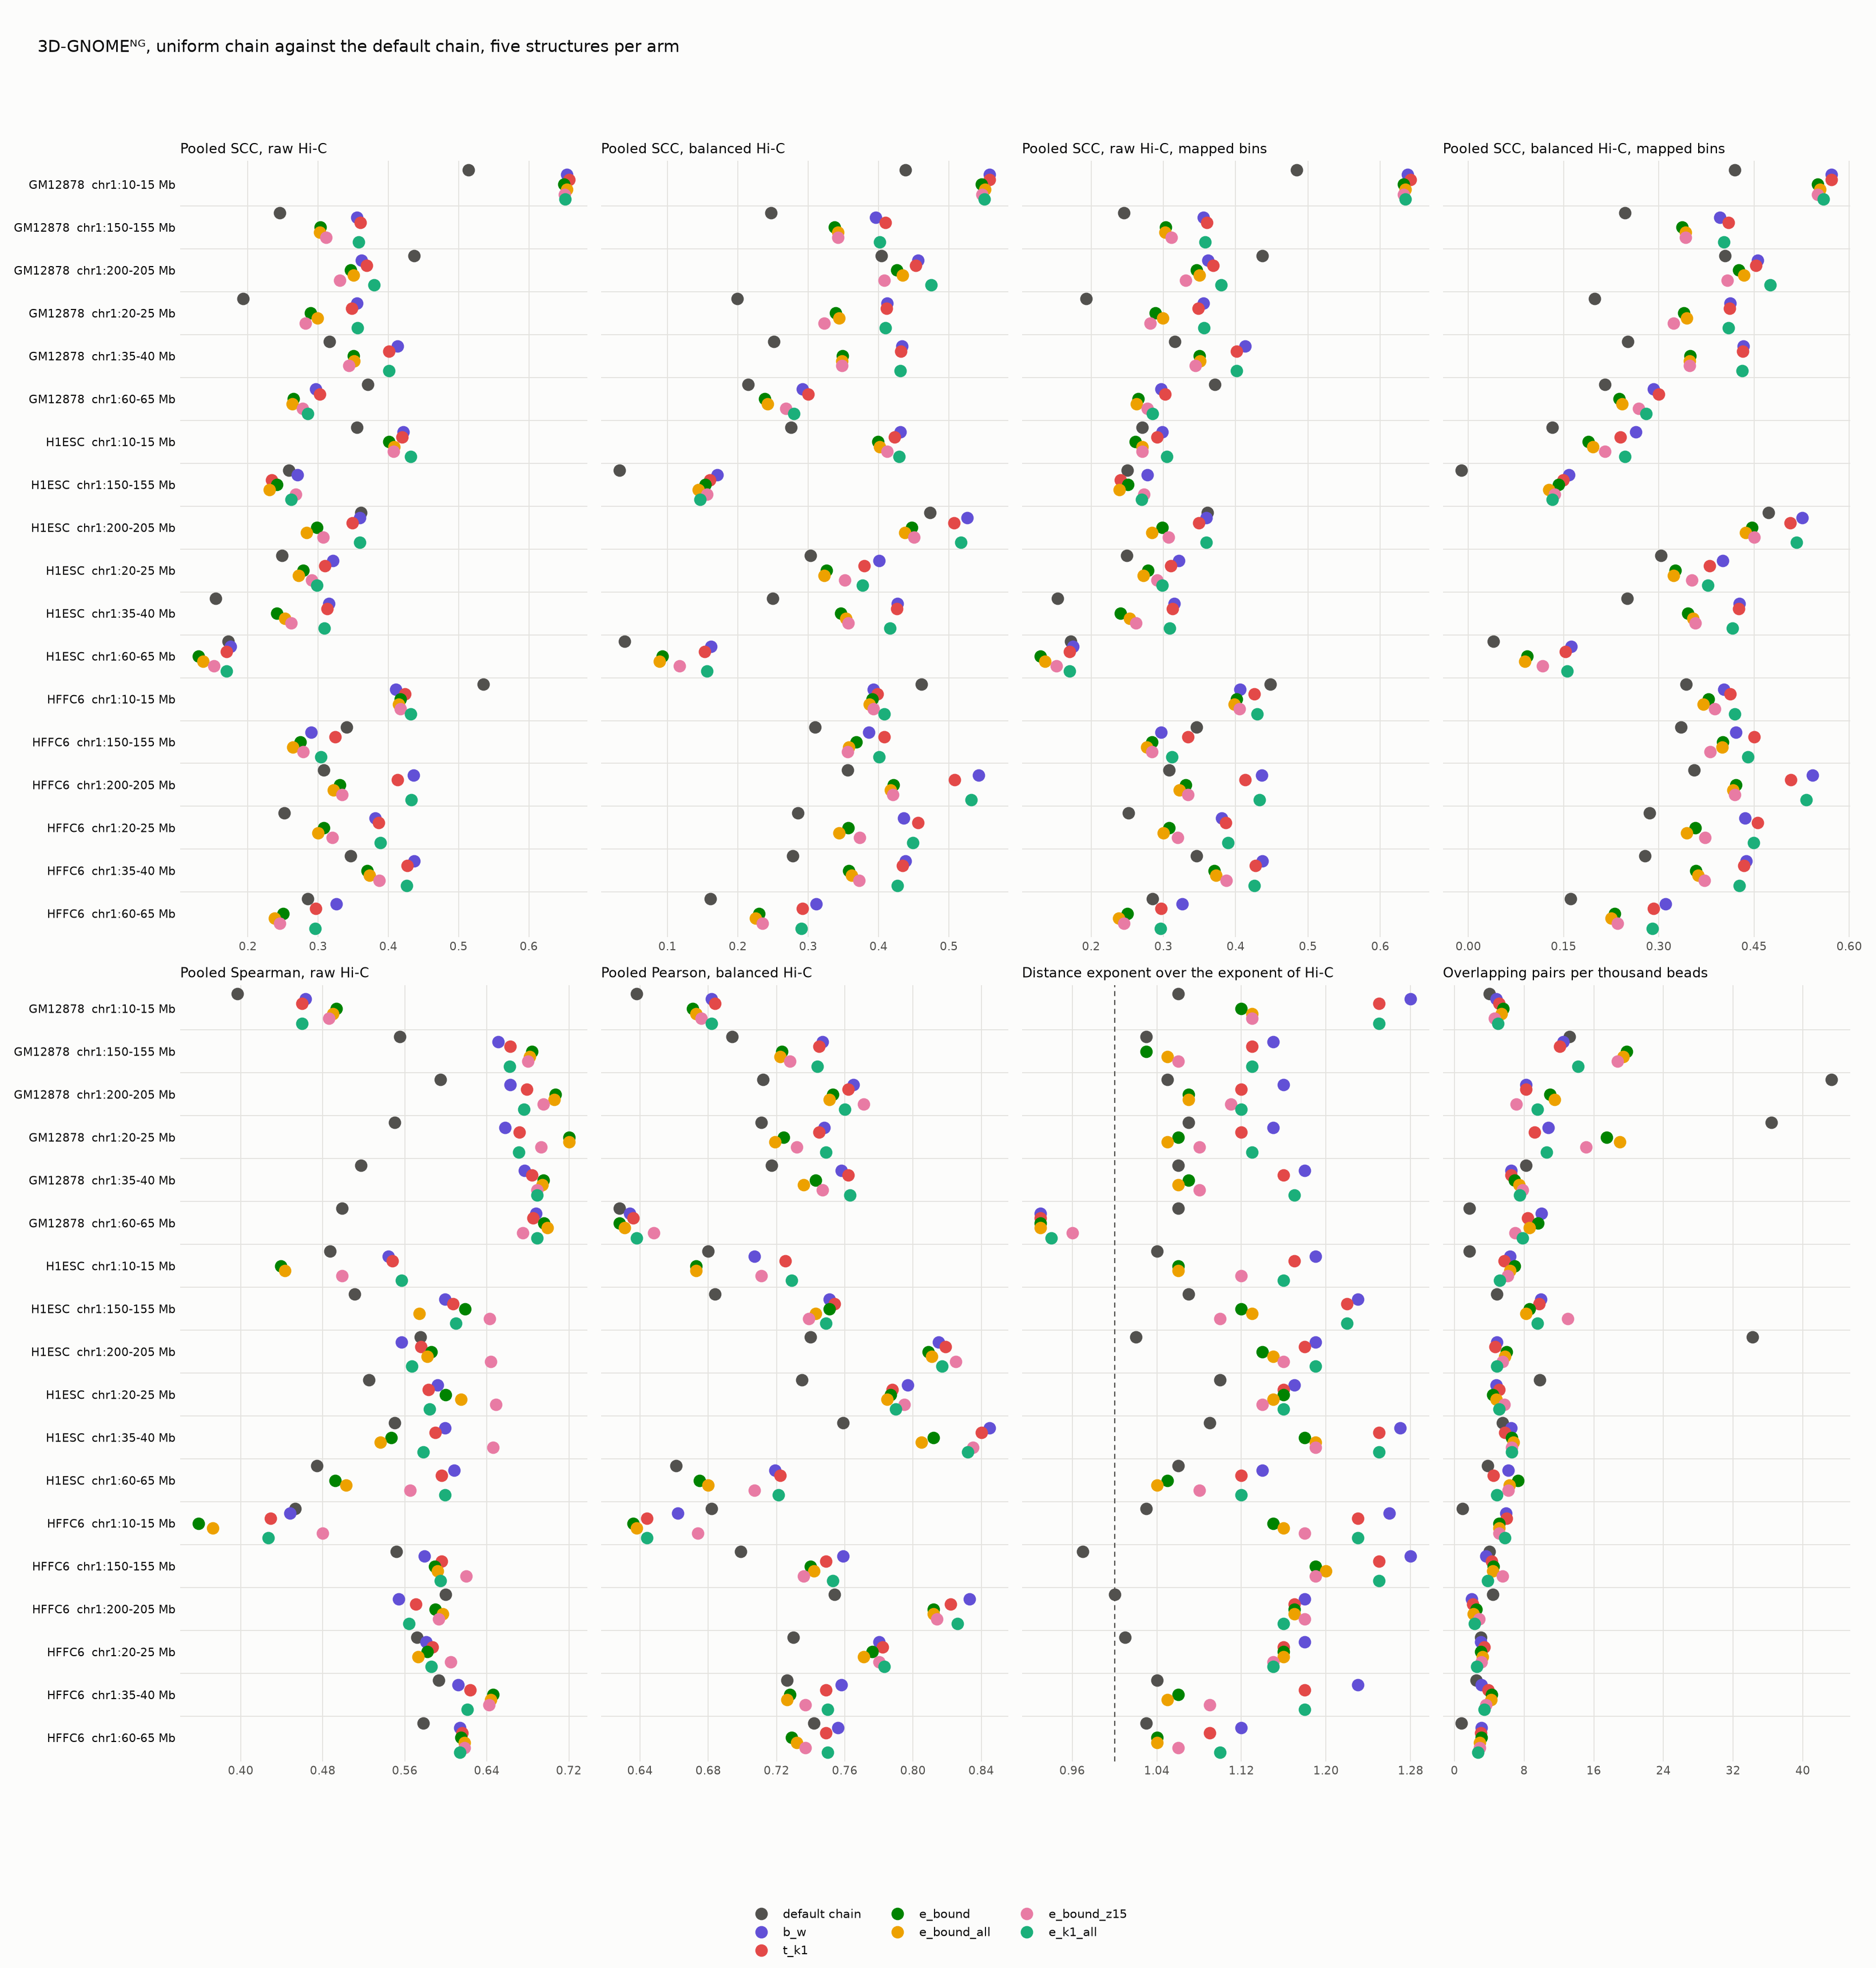 3D-GNOMEᴺᴳ, uniform chain against the default chain, five structures per arm
Pooled SCC, raw Hi-C
Pooled SCC, balanced Hi-C
Pooled SCC, raw Hi-C, mapped bins
Pooled SCC, balanced Hi-C, mapped bins
GM12878 chr1:10-15 Mb
GM12878 chr1:150-155 Mb
GM12878 chr1:200-205 Mb
GM12878 chr1:20-25 Mb
GM12878 chr1:35-40 Mb
GM12878 chr1:60-65 Mb
H1ESC chr1:10-15 Mb
H1ESC chr1:150-155 Mb
H1ESC chr1:200-205 Mb
H1ESC chr1:20-25 Mb
H1ESC chr1:35-40 Mb
H1ESC chr1:60-65 Mb
HFFC6 chr1:10-15 Mb
HFFC6 chr1:150-155 Mb
HFFC6 chr1:200-205 Mb
HFFC6 chr1:20-25 Mb
HFFC6 chr1:35-40 Mb
HFFC6 chr1:60-65 Mb
0.2 0.3 0.4 0.5 0.6
0.1 0.2 0.3 0.4 0.5
0.2 0.3 0.4 0.5 0.6
0.00 0.15 0.30 0.45 0.60
Pooled Spearman, raw Hi-C
Pooled Pearson, balanced Hi-C
Distance exponent over the exponent of Hi-C
Overlapping pairs per thousand beads
GM12878 chr1:10-15 Mb
GM12878 chr1:150-155 Mb
GM12878 chr1:200-205 Mb
GM12878 chr1:20-25 Mb
GM12878 chr1:35-40 Mb
GM12878 chr1:60-65 Mb
H1ESC chr1:10-15 Mb
H1ESC chr1:150-155 Mb
H1ESC chr1:200-205 Mb
H1ESC chr1:20-25 Mb
H1ESC chr1:35-40 Mb
H1ESC chr1:60-65 Mb
HFFC6 chr1:10-15 Mb
HFFC6 chr1:150-155 Mb
HFFC6 chr1:200-205 Mb
HFFC6 chr1:20-25 Mb
HFFC6 chr1:35-40 Mb
HFFC6 chr1:60-65 Mb
0.40 0.48 0.56 0.64 0.72
0.64 0.68 0.72 0.76 0.80 0.84
0.96 1.04 1.12 1.20 1.28
0 8 16 24 32 40
default chain
b_w
t_k1
e_bound
e_bound_all
e_bound_z15
e_k1_all